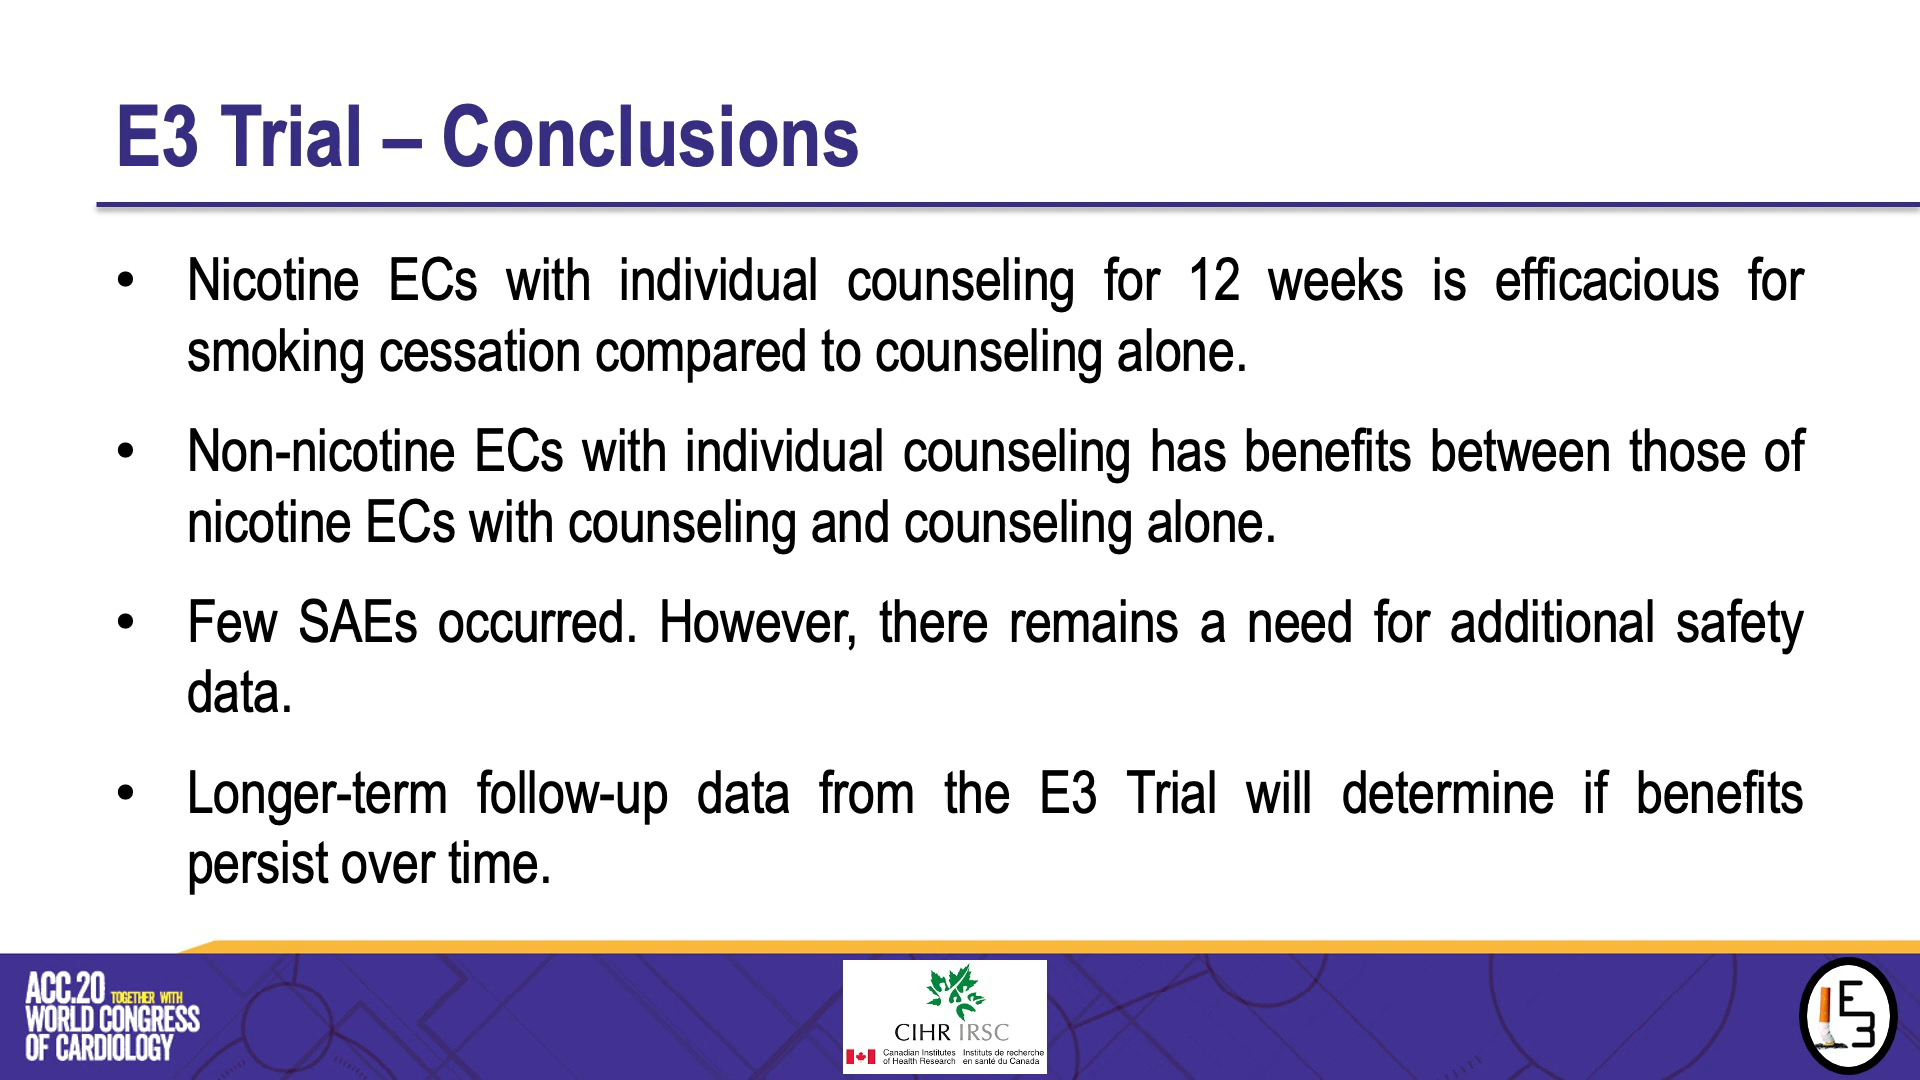 E3 Trial – Conclusions
• Nicotine ECs with individual counseling for 12 weeks is efficacious for
smoking cessation compared to counseling alone.
• Non-nicotine ECs with individual counseling has benefits between those of
nicotine ECs with counseling and counseling alone.
• Few SAEs occurred. However, there remains a need for additional safety
data.
• Longer-term follow-up data from the E3 Trial will determine if benefits
persist over time.
ACC.20 TOGETHER WITH
WORLD CONGRESS
OF CARDIOLOGY
CIHR IRSC
Canadian Institutes Instituts de recherche
of Health Research en santé du Canada
E
3